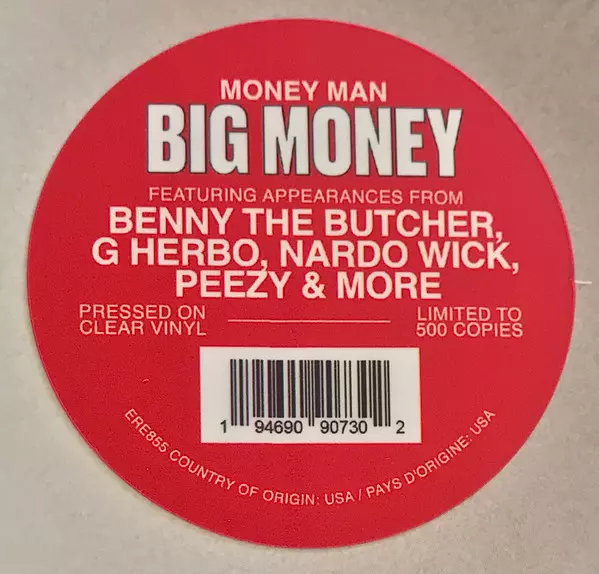 MONEY MAN
BIG MONEY
FEATURING APPEARANCES FROM
BENNY THE BUTCHER,
G HERBO, NARDO WICK,
PEEZY & MORE
PRESSED ON
CLEAR VINYL
LIMITED TO
500 COPIES
1 94690 90730 2
ERE855 COUNTRY OF ORIGIN: USA / PAYS D'ORIGINE: USA